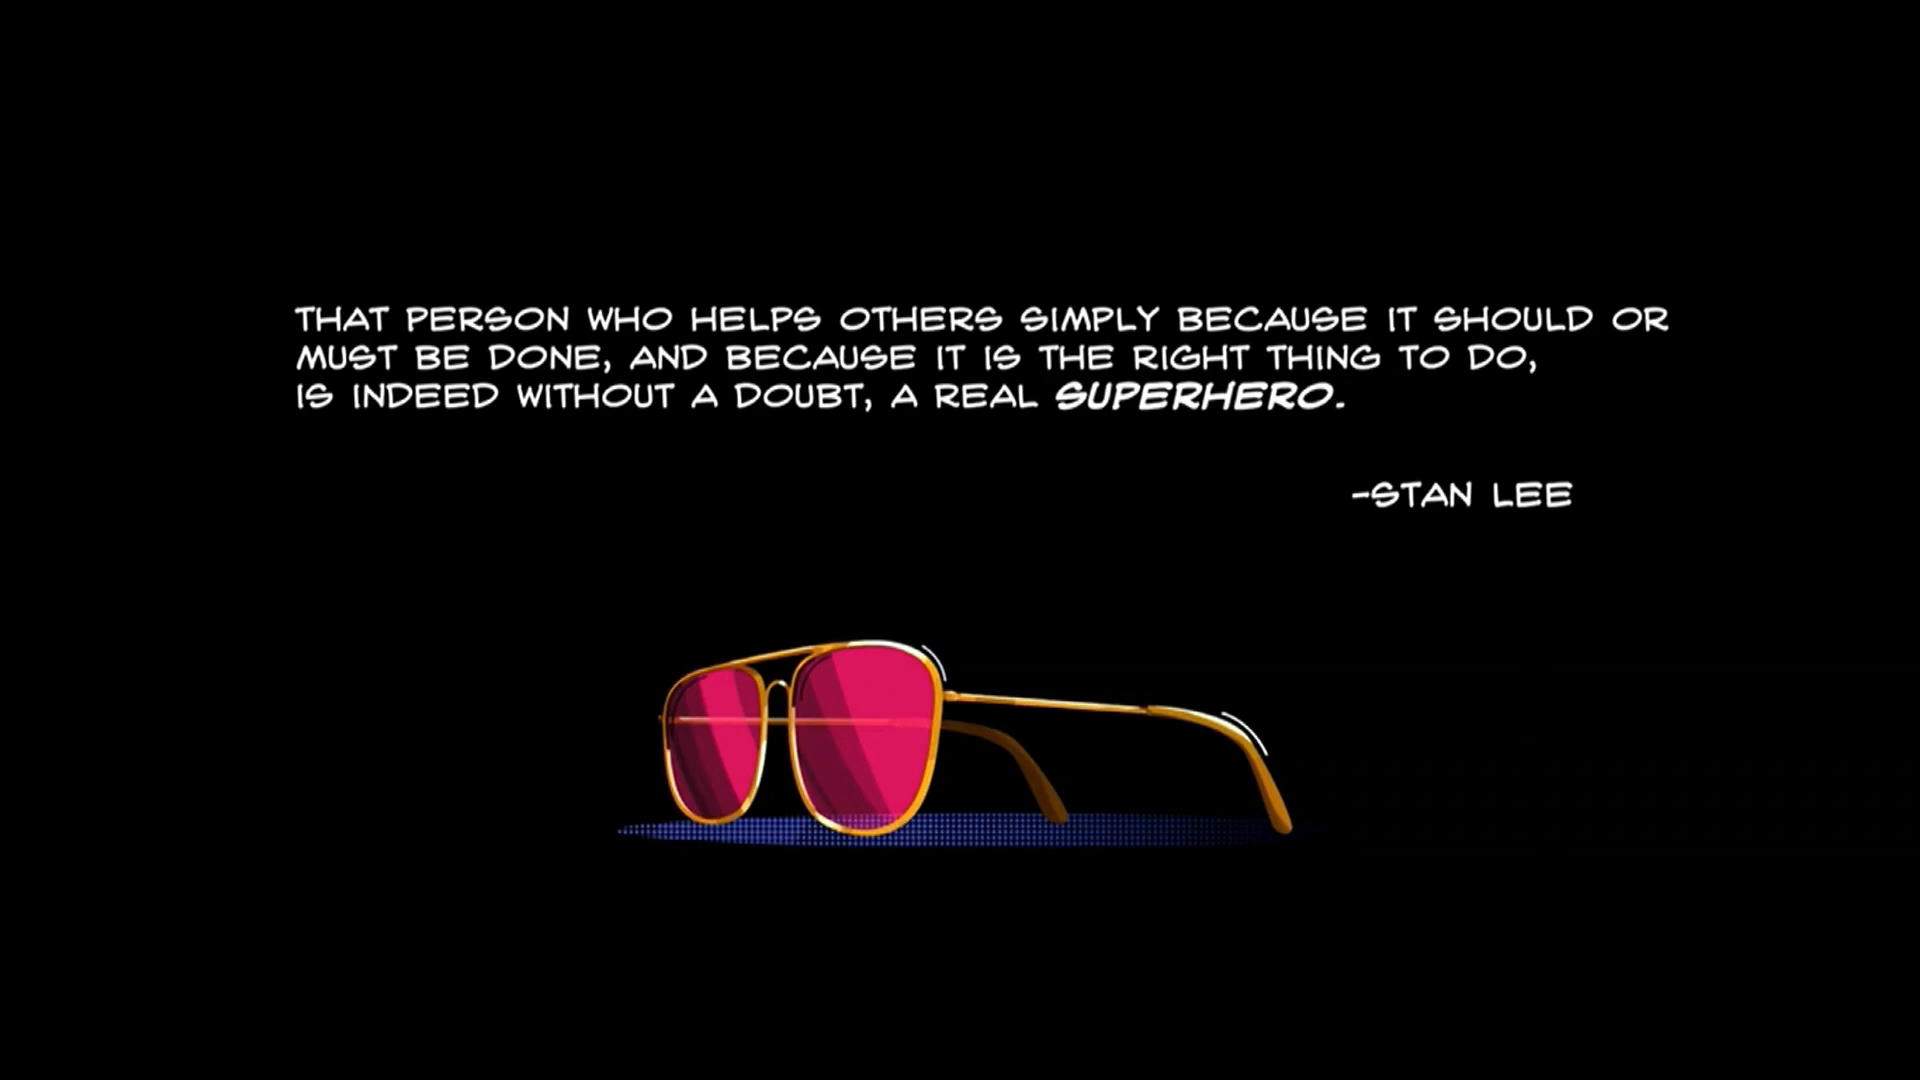 THAT PERSON WHO HELPS OTHERS SIMPLY BECAUSE IT SHOULD OR
MUST BE DONE, AND BECAUSE IT IS THE RIGHT THING TO DO,
IS INDEED WITHOUT A DOUBT, A REAL SUPERHERO.
-STAN LEE